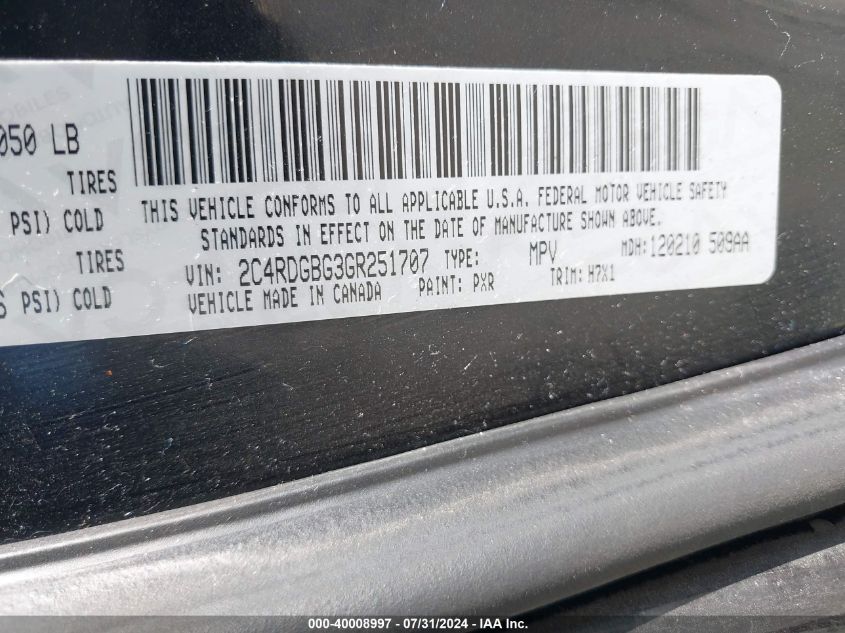 050 LB
TIRES
PSI) COLD
TIRES
PSI) COLD
THIS VEHICLE CONFORMS TO ALL APPLICABLE U.S.A. FEDERAL MOTOR VEHICLE SAFETY
STANDARDS IN EFFECT ON THE DATE OF MANUFACTURE SHOWN ABOVE.
VIN: 2C4RDGBG3GR251707 TYPE: MPV MDH: 120210 509AA
VEHICLE MADE IN CANADA PAINT: PXR TRIM: H7X1
000-40008997 / 07/31/2024 - IAA Inc.